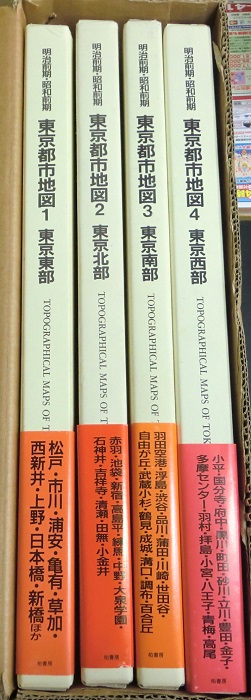 明治前期・昭和前期
東京都市地図 1 東京東部
TOPOGRAPHICAL MAPS OF T
松戸・市川・浦安・亀有・草加・
西新井・上野・日本橋・新橋ほか
柏書房
明治前期・昭和前期
東京都市地図 2 東京北部
TOPOGRAPHICAL MAPS OF
赤羽・池袋・新宿・高島平・練馬・中野・大泉学園・
石神井・吉祥寺・清瀬・田無・小金井
柏書房
明治前期・昭和前期
東京都市地図 3 東京南部
TOPOGRAPHICAL MAPS OF T
羽田空港・浮島・渋谷・品川・蒲田・川崎・世田谷・
自由が丘・武蔵小杉・鶴見・成城・溝口・調布・百合丘
柏書房
明治前期・昭和前期
東京都市地図 4 東京西部
TOPOGRAPHICAL MAPS OF TOK
小平・国分寺・府中・関戸・町田・砂川・立川・豊田・金子・
多摩センター・羽村・拝島・小宮・八王子・青梅・高尾
柏書房